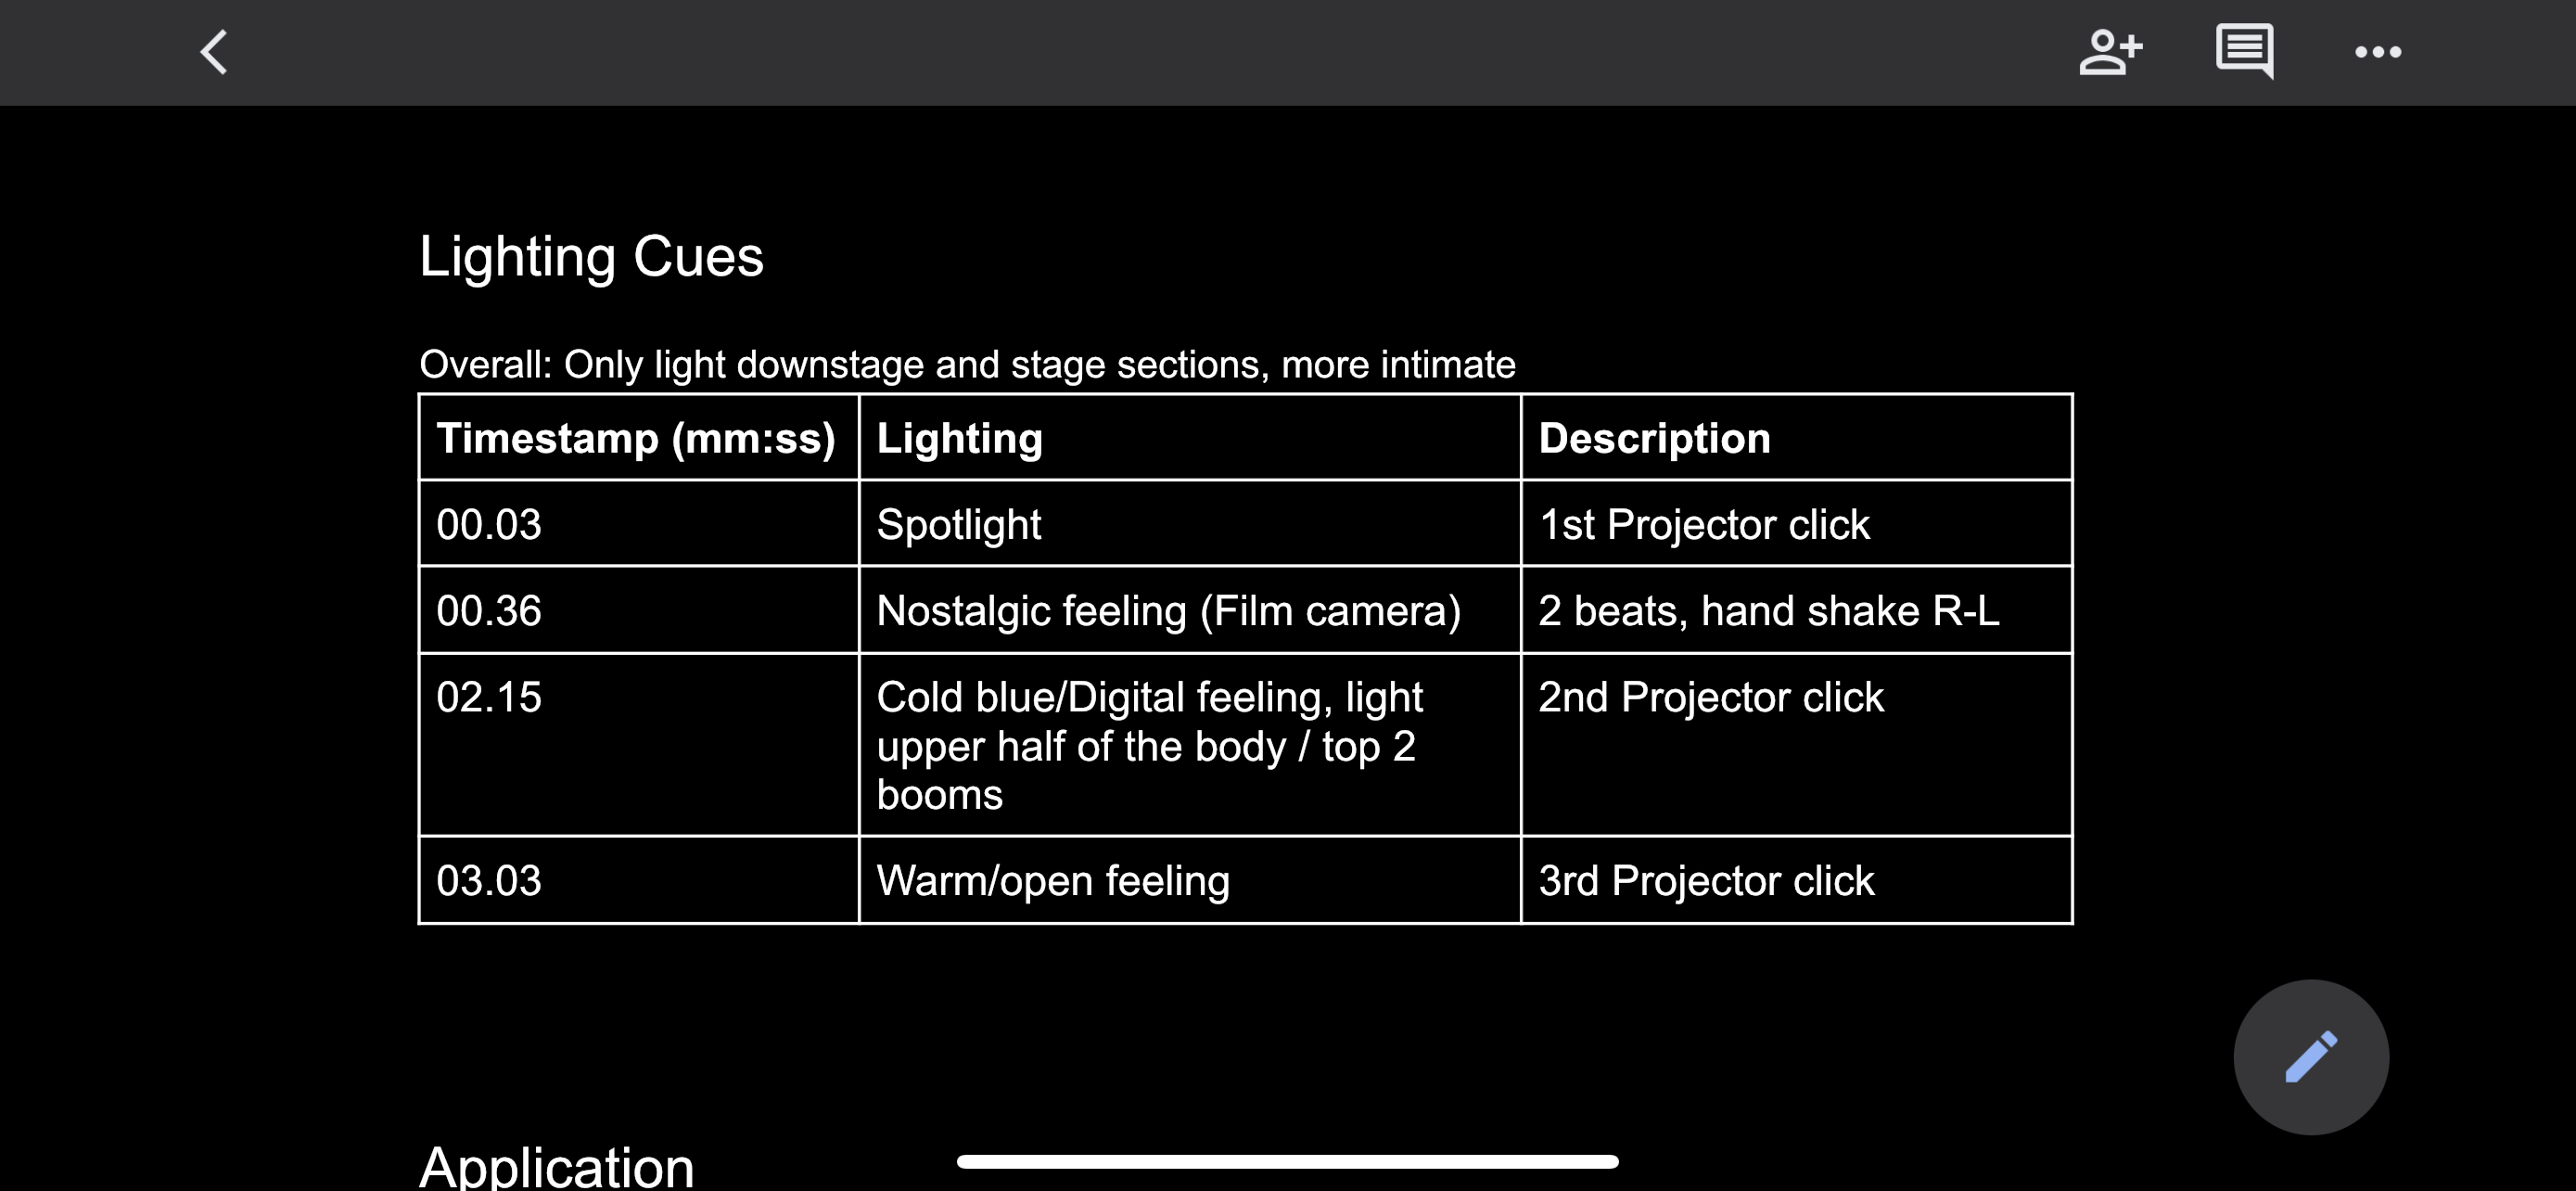 Lighting Cues
Overall: Only light downstage and stage sections, more intimate
Timestamp (mm:ss) Lighting Description
00.03 Spotlight 1st Projector click
00.36 Nostalgic feeling (Film camera) 2 beats, hand shake R-L
02.15 Cold blue/Digital feeling, light 2nd Projector click
upper half of the body / top 2
booms
03.03 Warm/open feeling 3rd Projector click
Application